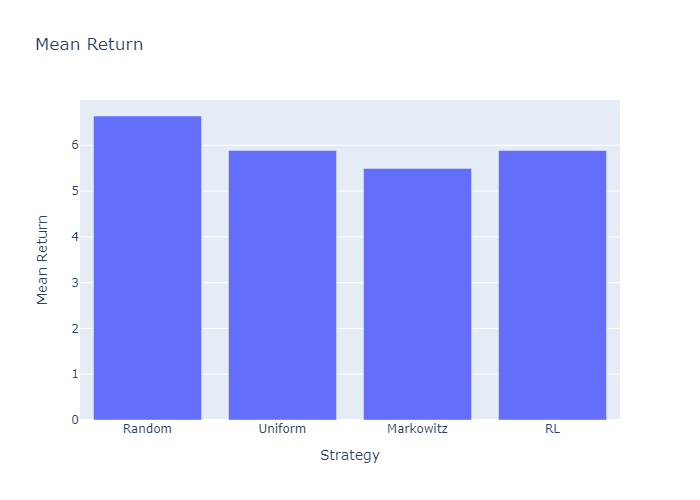 Mean Return
Mean Return
6
5
4
3
2
1
0
Random
Uniform
Markowitz
RL
Strategy